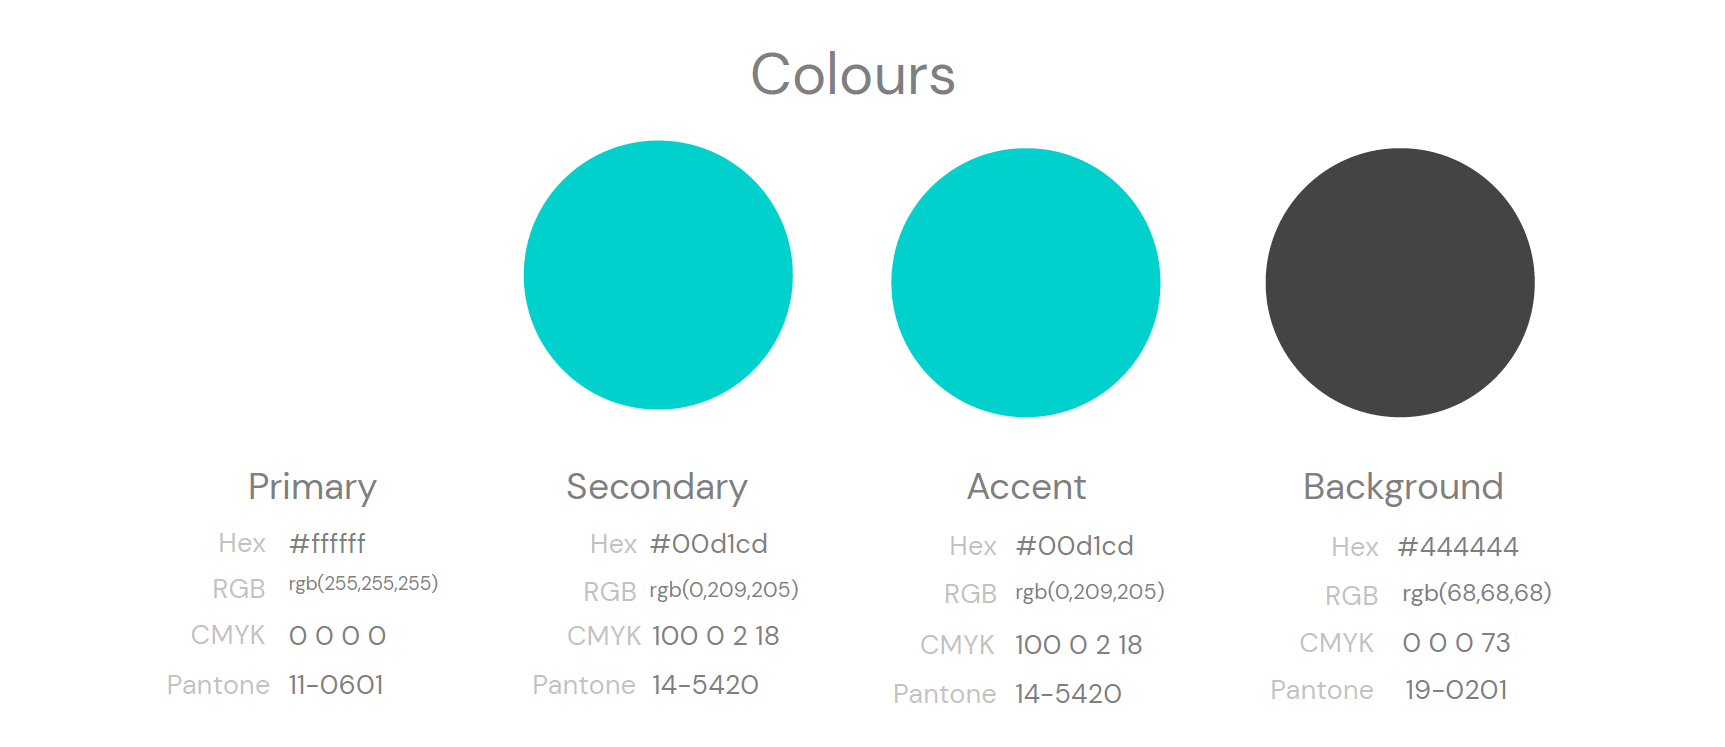 Colours
Primary
Hex #ffffff
RGB rgb(255,255,255)
CMYK 0 0 0 0
Pantone 11-0601
Secondary
Hex #00d1cd
RGB rgb(0,209,205)
CMYK 100 0 2 18
Pantone 14-5420
Accent
Hex #00d1cd
RGB rgb(0,209,205)
CMYK 100 0 2 18
Pantone 14-5420
Background
Hex #444444
RGB rgb(68,68,68)
CMYK 0 0 0 73
Pantone 19-0201